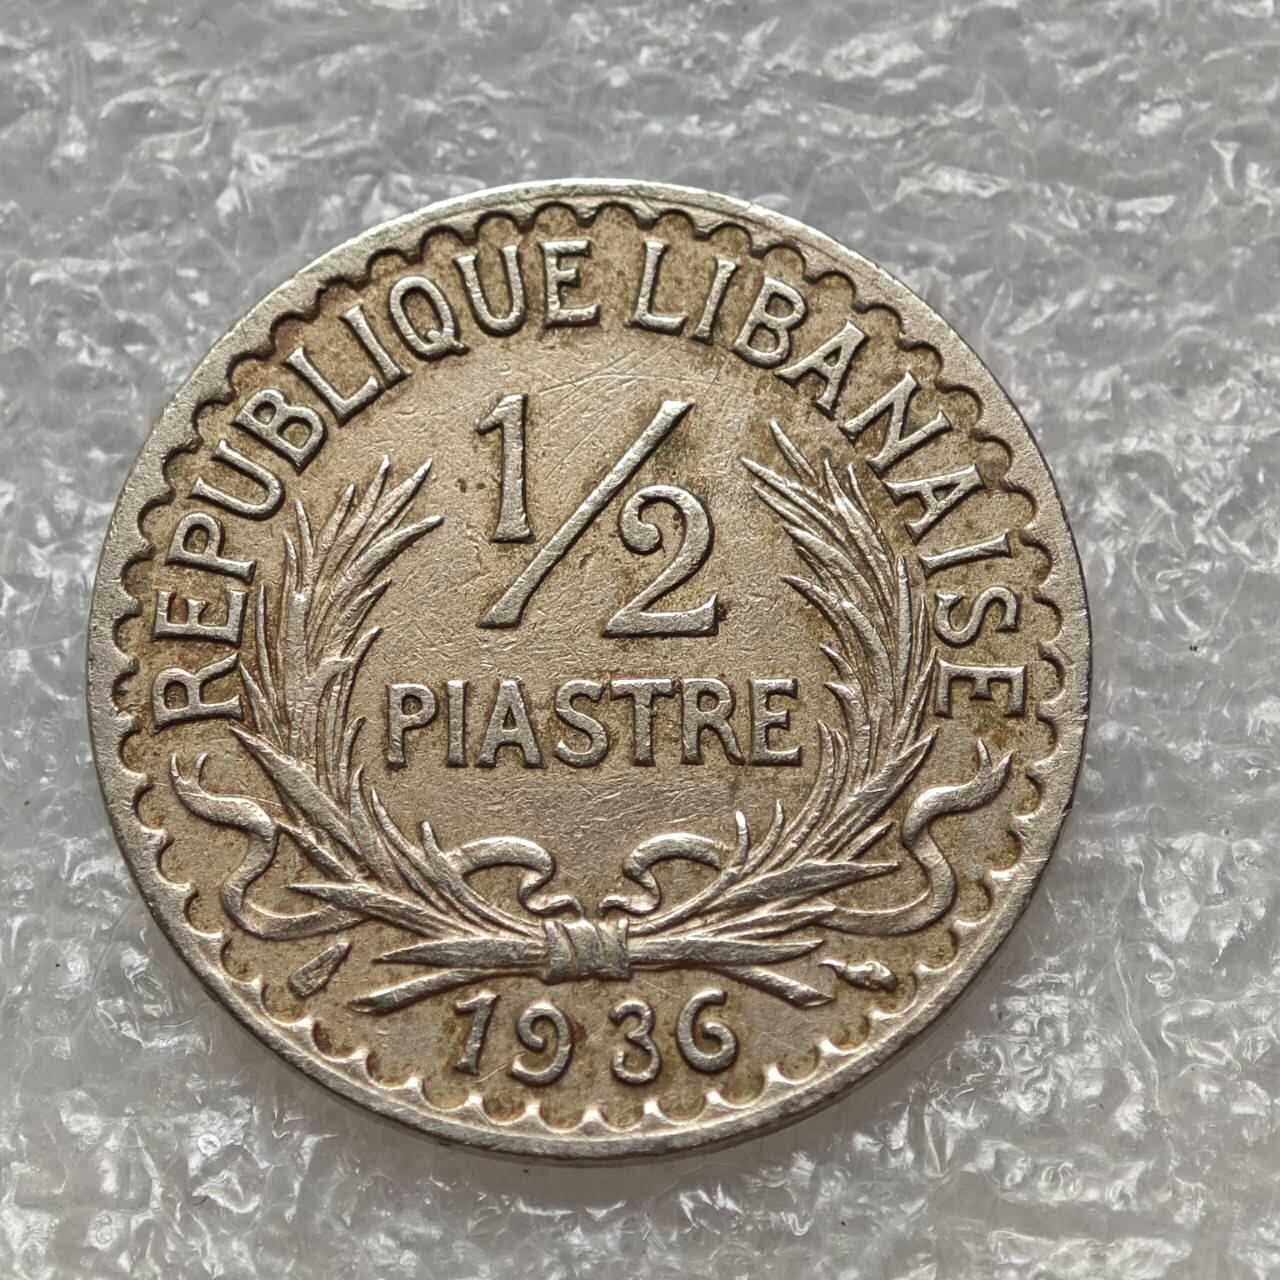 REPUBLIQUE LIBANAISE
1/2
PIASTRE
1936